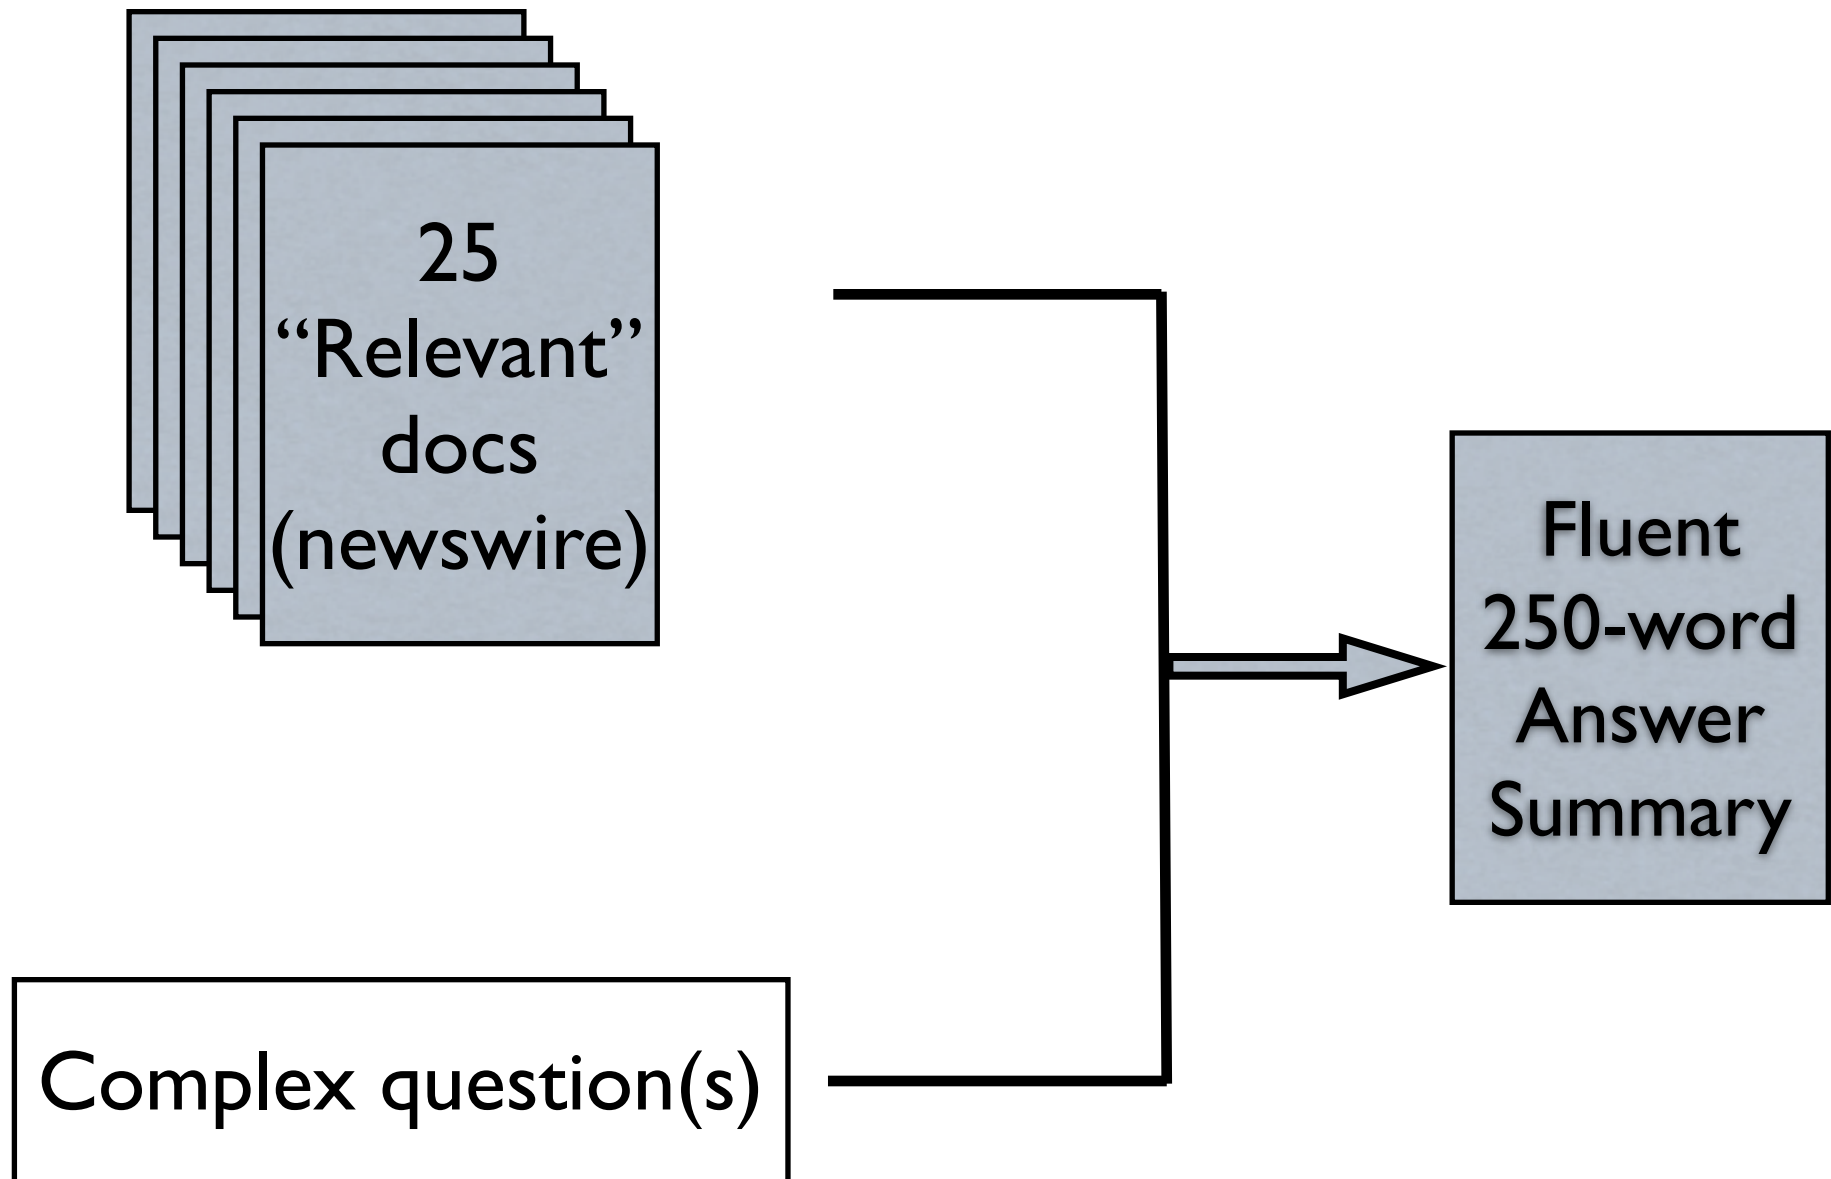 25
“Relevant”
docs
(newswire)
Fluent
250-word
Answer
Summary
Complex question(s)